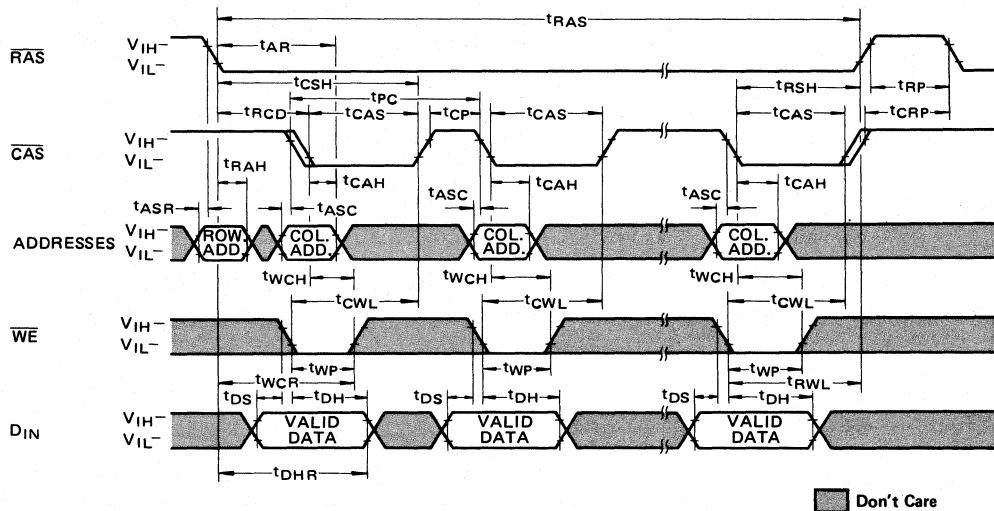 tRAS
RAS
VIH–
VIL–
tAR
tCSH
tPC
tRSH
tRP
tRCD
tCAS
tCP
tCAS
tCAS
tCRP
CAS
VIH–
VIL–
tRAH
tCAH
tCAH
tCAH
tASR
tASC
tASC
tASC
ADDRESSES
VIH–
VIL–
ROW
ADD.
COL.
ADD.
COL.
ADD.
COL.
ADD.
tWCH
tWCH
tWCH
tCWL
tCWL
tCWL
WE
VIH–
VIL–
tWP
tWP
tWP
tWCR
tRWL
tDS
tDH
tDS
tDH
tDS
tDH
DIN
VIH–
VIL–
VALID
DATA
VALID
DATA
VALID
DATA
tDHR
Don't Care